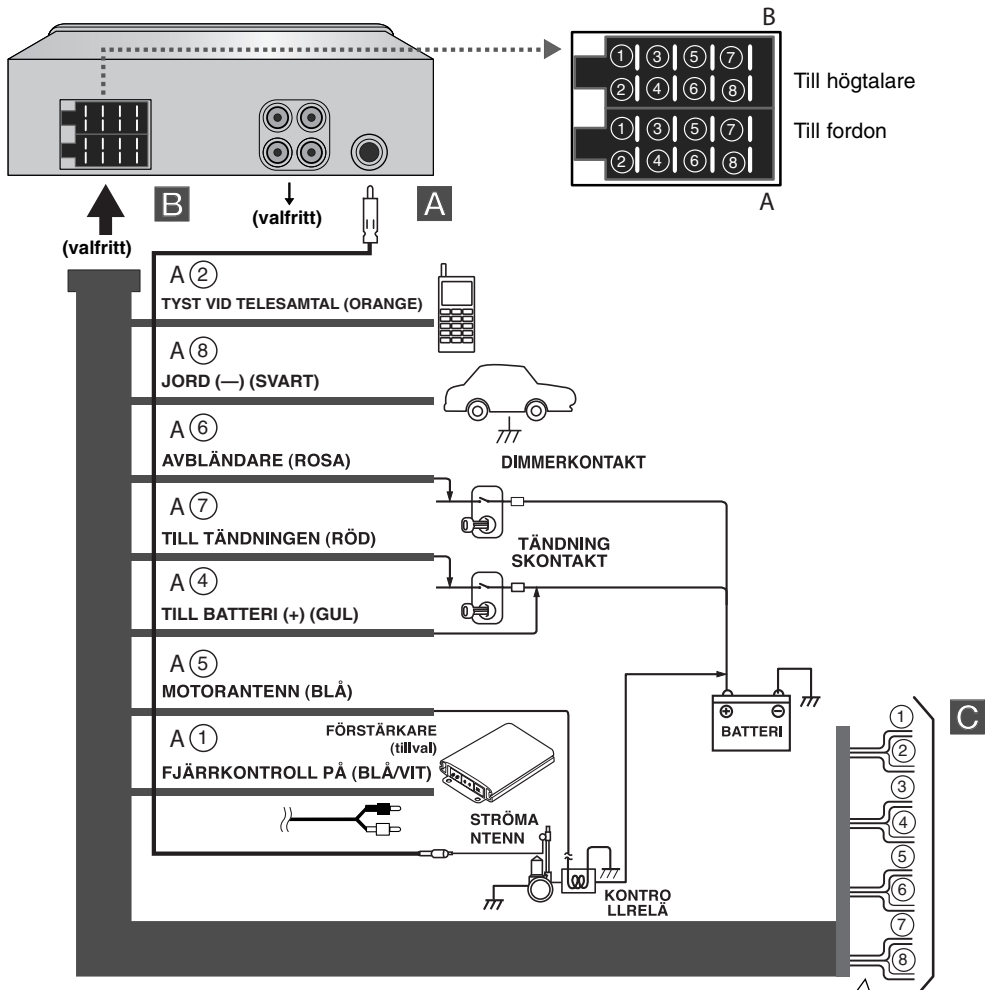 B
① ③ ⑤ ⑦
② ④ ⑥ ⑧
Till högtalare
① ③ ⑤ ⑦
② ④ ⑥ ⑧
Till fordon
A
B
(valfritt)
(valfritt)
A
A ②
TYST VID TELESAMTAL (ORANGE)
A ⑧
JORD (—) (SVART)
A ⑥
AVBLÄNDARE (ROSA)
DIMMERKONTAKT
A ⑦
TILL TÄNDNINGEN (RÖD)
TÄNDNING
SKONTAKT
A ④
TILL BATTERI (+) (GUL)
A ⑤
MOTORANTENN (BLÅ)
BATTERI
A ①
FJÄRRKONTROLL PÅ (BLÅ/VIT)
FÖRSTÄRKARE
(tillval)
STRÖMA
NTENN
KONTRO
LLRELÄ
C
①
②
③
④
⑤
⑥
⑦
⑧